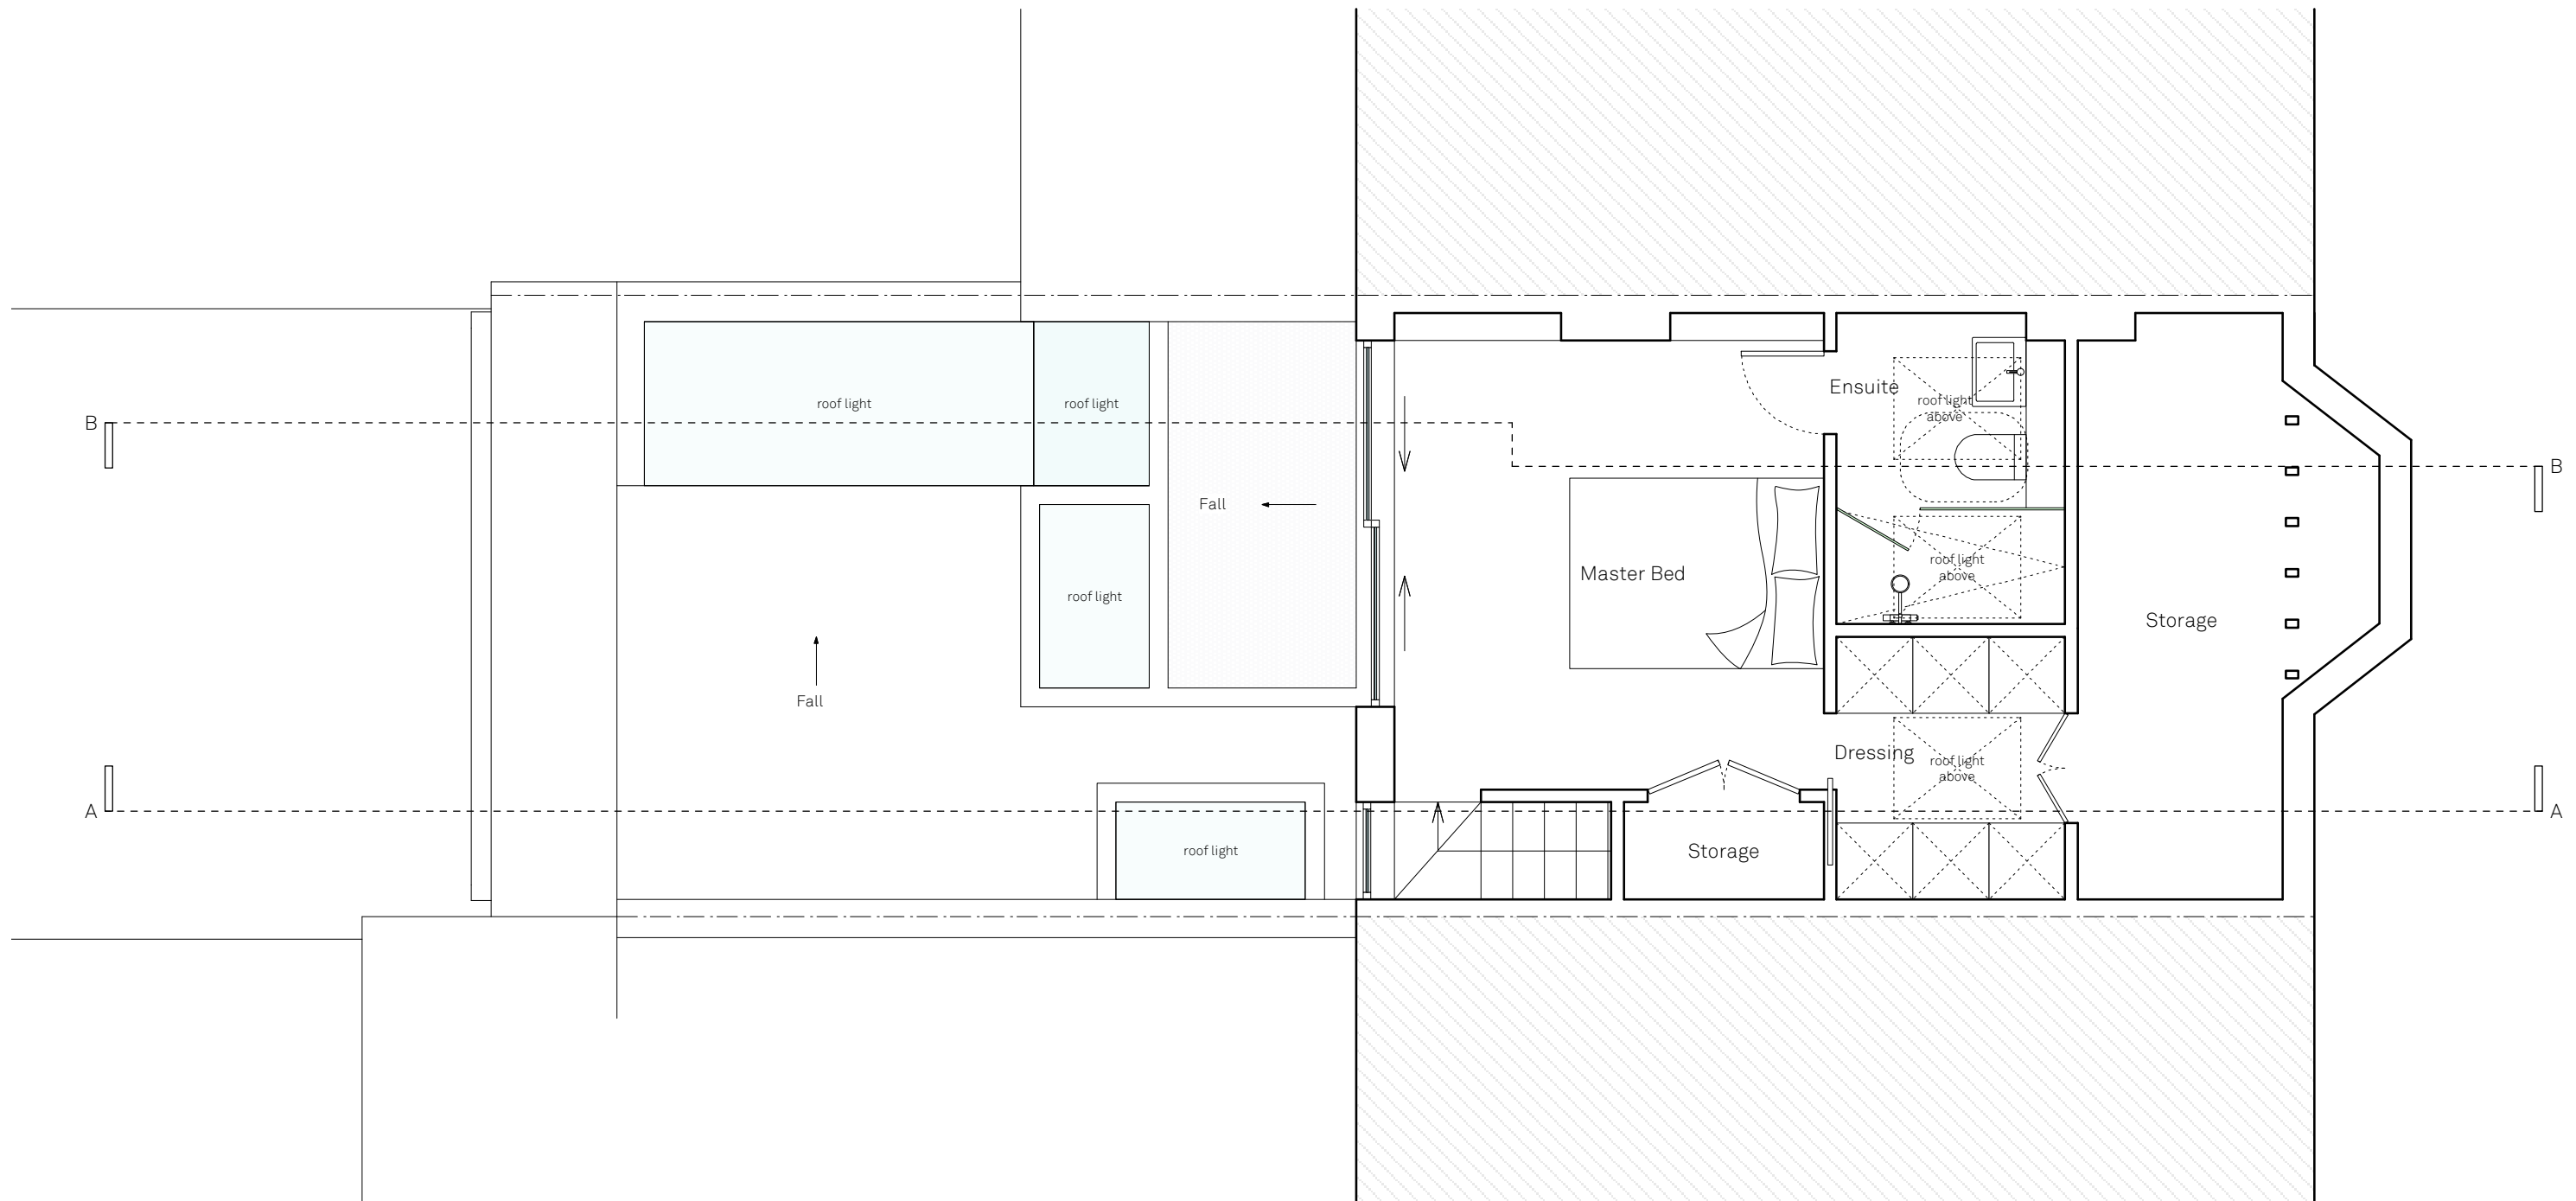 roof light
roof light
Ensuite
roof light
above
B
B
Fall
roof light
above
Master Bed
roof light
Storage
Fall
Dressing
roof light
above
A
A
roof light
Storage